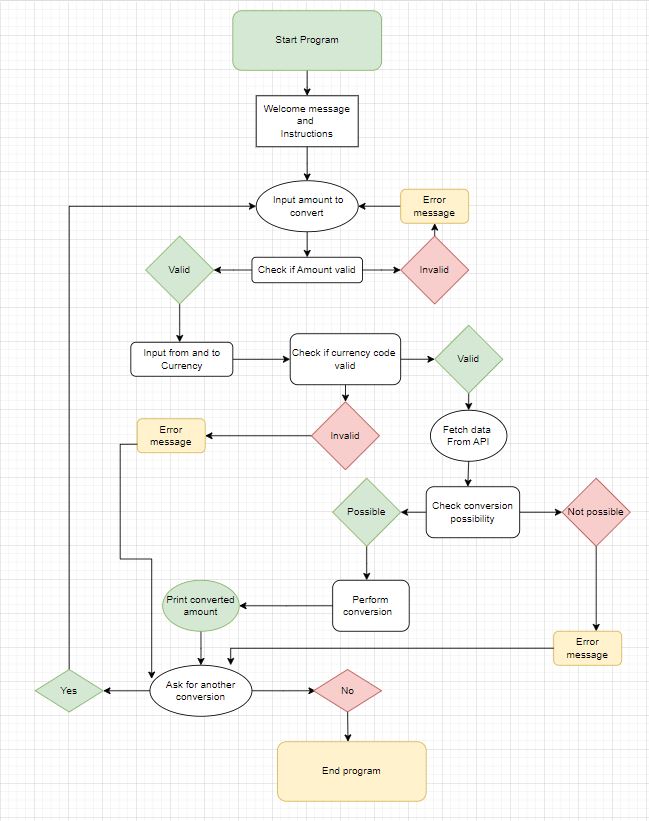 Start Program
Welcome message
and
Instructions
Input amount to
convert
Error
message
Valid
Check if Amount valid
Invalid
Input from and to
Currency
Check if currency code
valid
Valid
Error
message
Invalid
Fetch data
From API
Possible
Check conversion
possibility
Not possible
Print converted
amount
Perform
conversion
Error
message
Yes
Ask for another
conversion
No
End program